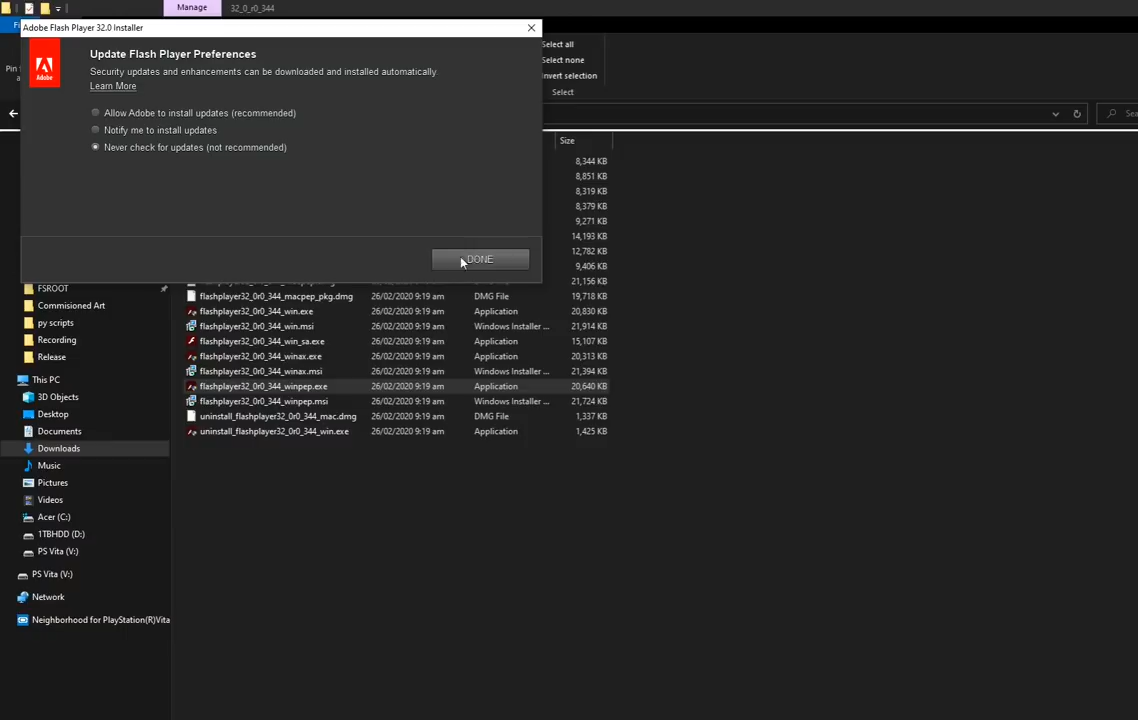 Manage
32_0_r0_344
Adobe Flash Player 32.0 Installer
Update Flash Player Preferences
Security updates and enhancements can be downloaded and installed automatically.
Learn More
Adobe
Allow Adobe to install updates (recommended)
Notify me to install updates
Never check for updates (not recommended)
DONE
Select all
Select none
Invert selection
Select
Size
8,344 KB
8,851 KB
8,319 KB
8,379 KB
9,271 KB
14,193 KB
12,782 KB
9,406 KB
21,156 KB
flashplayer32_0r0_344_macpep_pkg.dmg 26/02/2020 9:19 am DMG File 19,718 KB
flashplayer32_0r0_344_win.exe 26/02/2020 9:19 am Application 20,830 KB
flashplayer32_0r0_344_win.msi 26/02/2020 9:19 am Windows Installer ... 21,914 KB
flashplayer32_0r0_344_win_sa.exe 26/02/2020 9:19 am Application 15,107 KB
flashplayer32_0r0_344_winax.exe 26/02/2020 9:19 am Application 20,313 KB
flashplayer32_0r0_344_winax.msi 26/02/2020 9:19 am Windows Installer ... 21,394 KB
flashplayer32_0r0_344_winpep.exe 26/02/2020 9:19 am Application 20,640 KB
flashplayer32_0r0_344_winpep.msi 26/02/2020 9:19 am Windows Installer ... 21,724 KB
uninstall_flashplayer32_0r0_344_mac.dmg 26/02/2020 9:19 am DMG File 1,337 KB
uninstall_flashplayer32_0r0_344_win.exe 26/02/2020 9:19 am Application 1,425 KB
FSROOT
Commisioned Art
py scripts
Recording
Release
This PC
3D Objects
Desktop
Documents
Downloads
Music
Pictures
Videos
Acer (C:)
1TBHDD (D:)
PS Vita (V:)
PS Vita (V:)
Network
Neighborhood for PlayStation(R)Vita